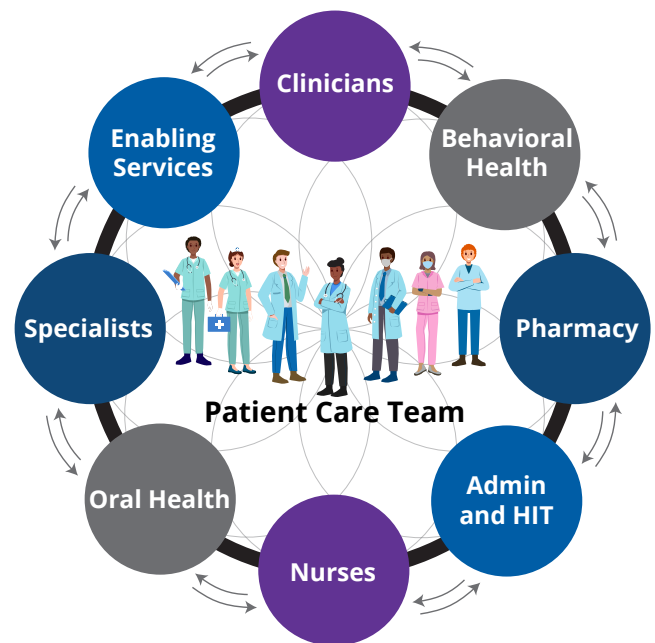 Clinicians
Behavioral
Health
Pharmacy
Admin
and HIT
Nurses
Oral Health
Specialists
Enabling
Services
Patient Care Team